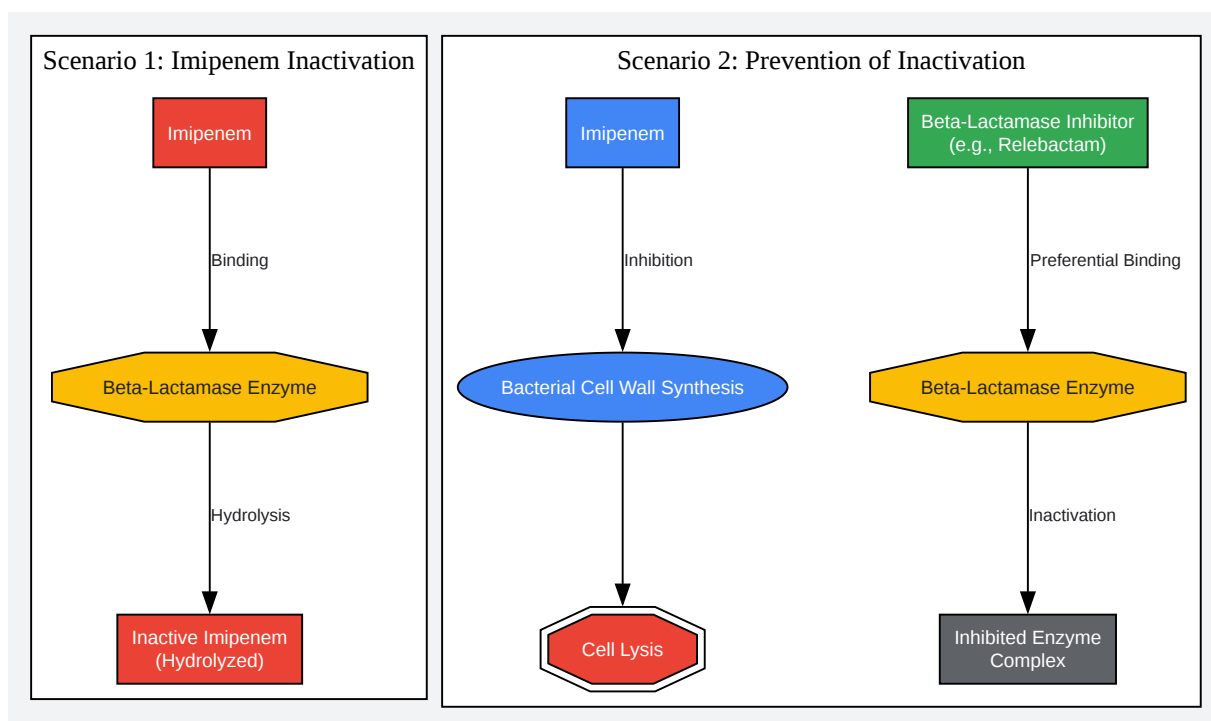 Scenario 1: Imipenem Inactivation
Imipenem
Binding
Beta-Lactamase Enzyme
Hydrolysis
Inactive Imipenem
(Hydrolyzed)
Scenario 2: Prevention of Inactivation
Imipenem
Inhibition
Bacterial Cell Wall Synthesis
Cell Lysis
Beta-Lactamase Inhibitor
(e.g., Relebactam)
Preferential Binding
Beta-Lactamase Enzyme
Inactivation
Inhibited Enzyme
Complex